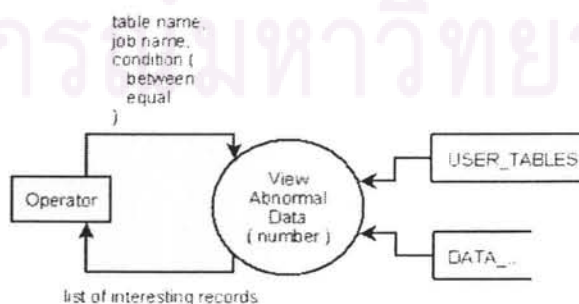 table name,
job name,
condition (
between
equal
)
Operator
View
Abnormal
Data
( number )
USER_TABLES
DATA_..
list of interesting records